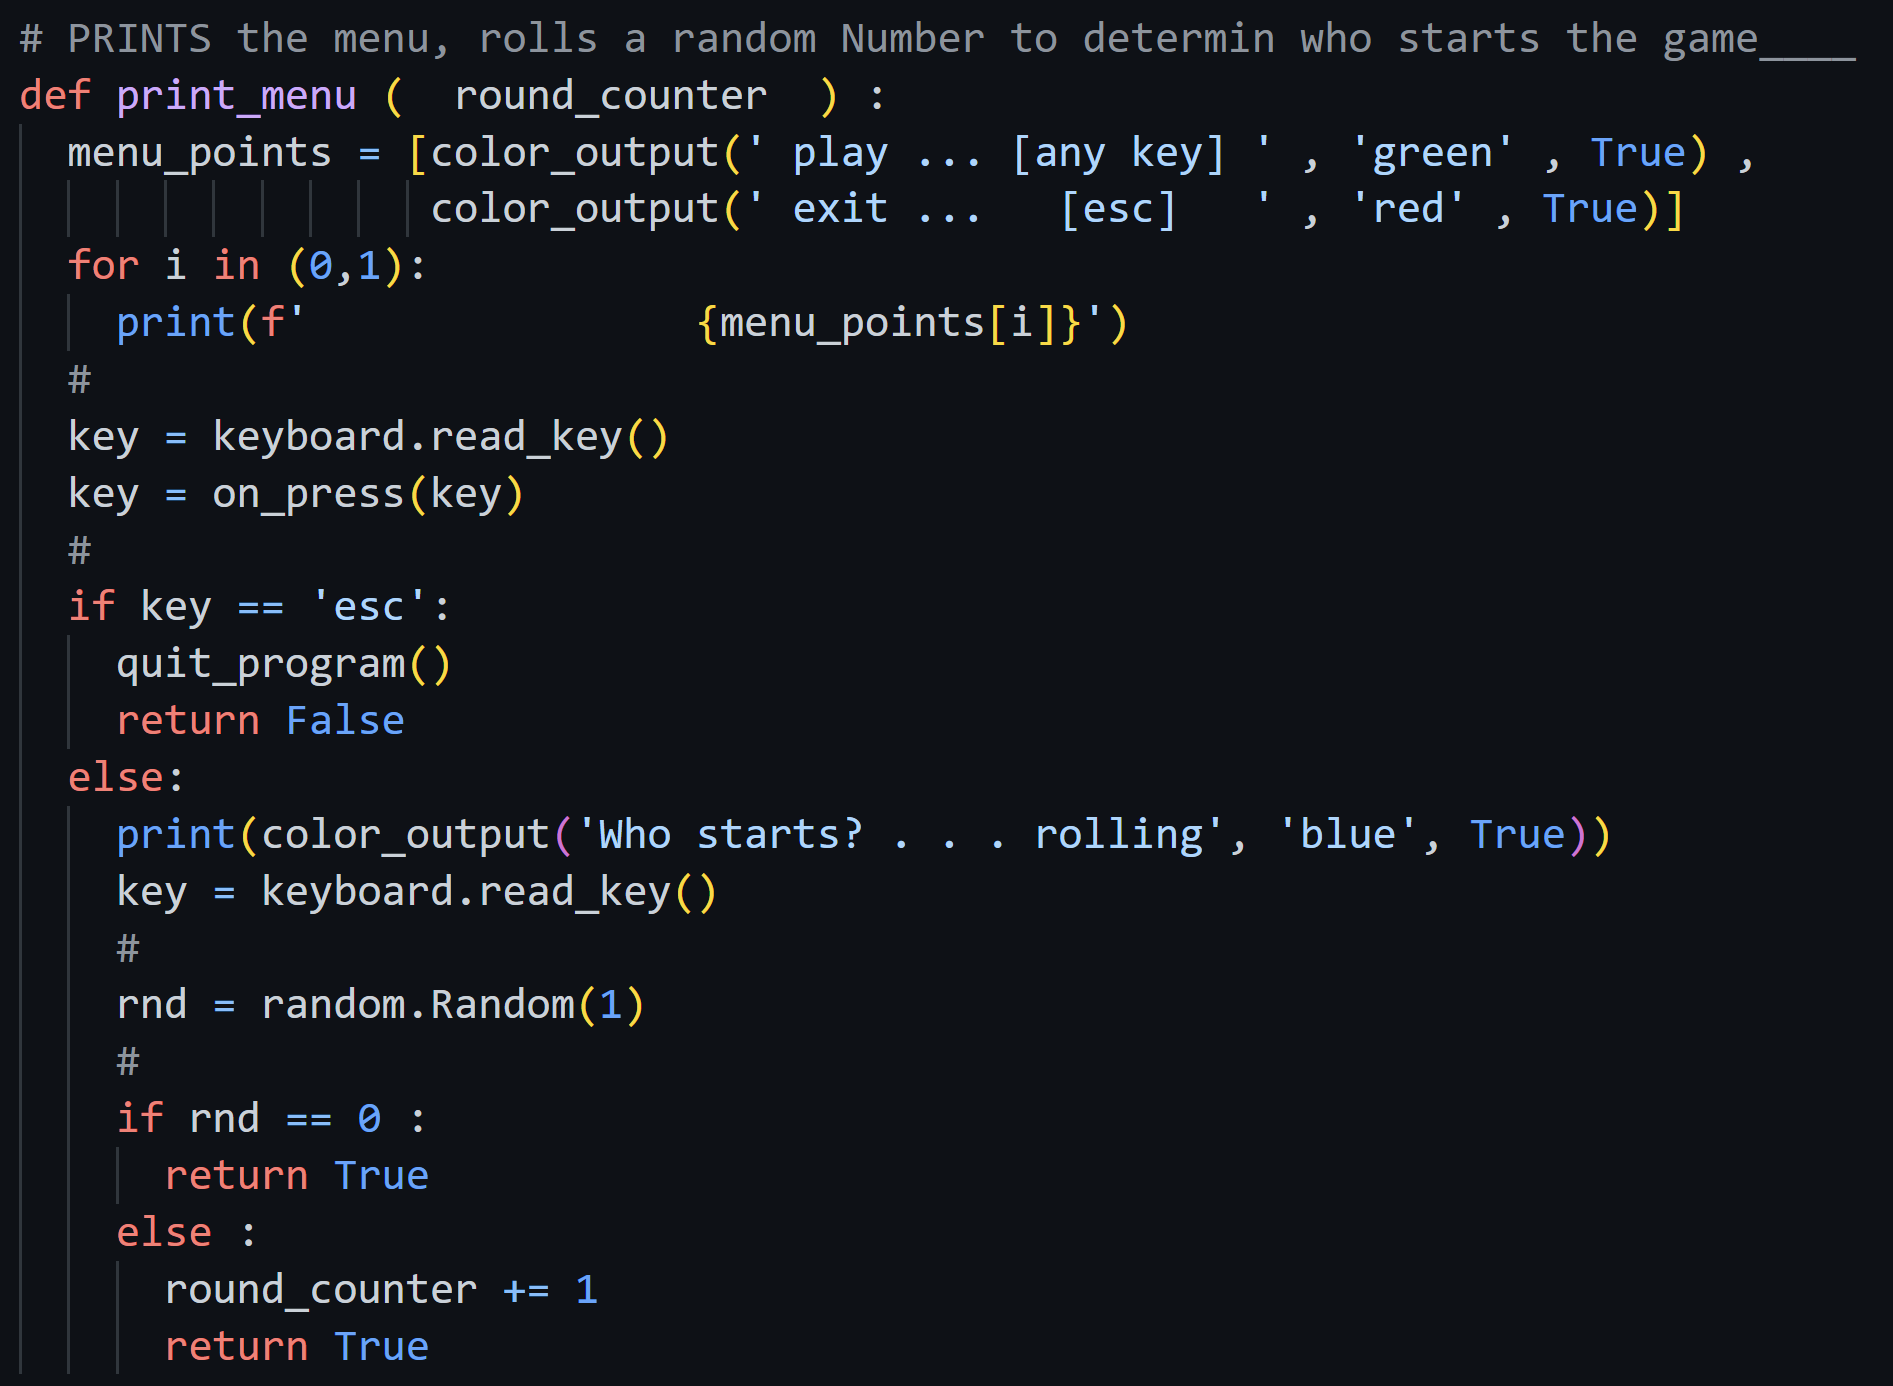 # PRINTS the menu, rolls a random Number to determin who starts the game____
def print_menu (  round_counter  ) :
  menu_points = [color_output(' play ... [any key] ' , 'green' , True) ,
                 color_output(' exit ...   [esc]   ' , 'red' , True)]
  for i in (0,1):
    print(f'                {menu_points[i]}')
  #
  key = keyboard.read_key()
  key = on_press(key)
  #
  if key == 'esc':
    quit_program()
    return False
  else:
    print(color_output('Who starts? . . . rolling', 'blue', True))
    key = keyboard.read_key()
    #
    rnd = random.Random(1)
    #
    if rnd == 0 :
      return True
    else :
      round_counter += 1
      return True